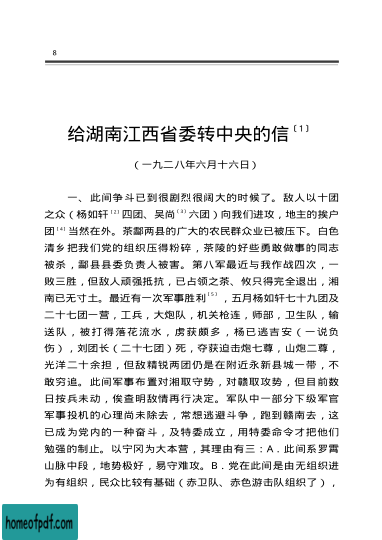 8
给湖南江西省委转中央的信〔1〕
(一九二八年六月十六日)
一、此间争斗已到很剧烈很阔大的时候了。敌人以十团
之众(杨如轩〔2〕四团、吴尚〔3〕六团)向我们进攻,地主的挨户
团〔4〕当然在外。茶酃两县的广大的农民群众业已被压下。白色
清乡把我们党的组织压得粉碎,茶陵的好些勇敢做事的同志
被杀,酃县县委负责人被害。第八军最近与我作战四次,一
败三胜,但敌人顽强抵抗,已占领之茶、攸只得完全退出,湘
南已无寸土。最近有一次军事胜利〔5〕,五月杨如轩七十九团及
二十七团一营,工兵,大炮队,机关枪连,师部,卫生队,输
送队,被打得落花流水,虏获颇多,杨已逃吉安(一说负
伤),刘团长(二十七团)死,夺获迫击炮七尊,山炮二尊,
光洋二十余担,但敌精锐两团仍是在附近永新县城一带,不
敢穷追。此间军事布置对湘取守势,对赣取攻势,但目前数
日按兵未动,俟查明敌情再行决定。军队中一部分下级军官
军事投机的心理尚未除去,常想逃避斗争,跑到赣南去,这
已成为党内的一种奋斗,及特委成立,用特委命令才把他们
勉强的制止。以宁冈为大本营,其理由有三:A.此间系罗霄
山脉中段,地势极好,易守难攻。B.党在此间是由无组织进
为有组织,民众比较有基础(赤卫队、赤色游击队组织了),
homeofpdf.com